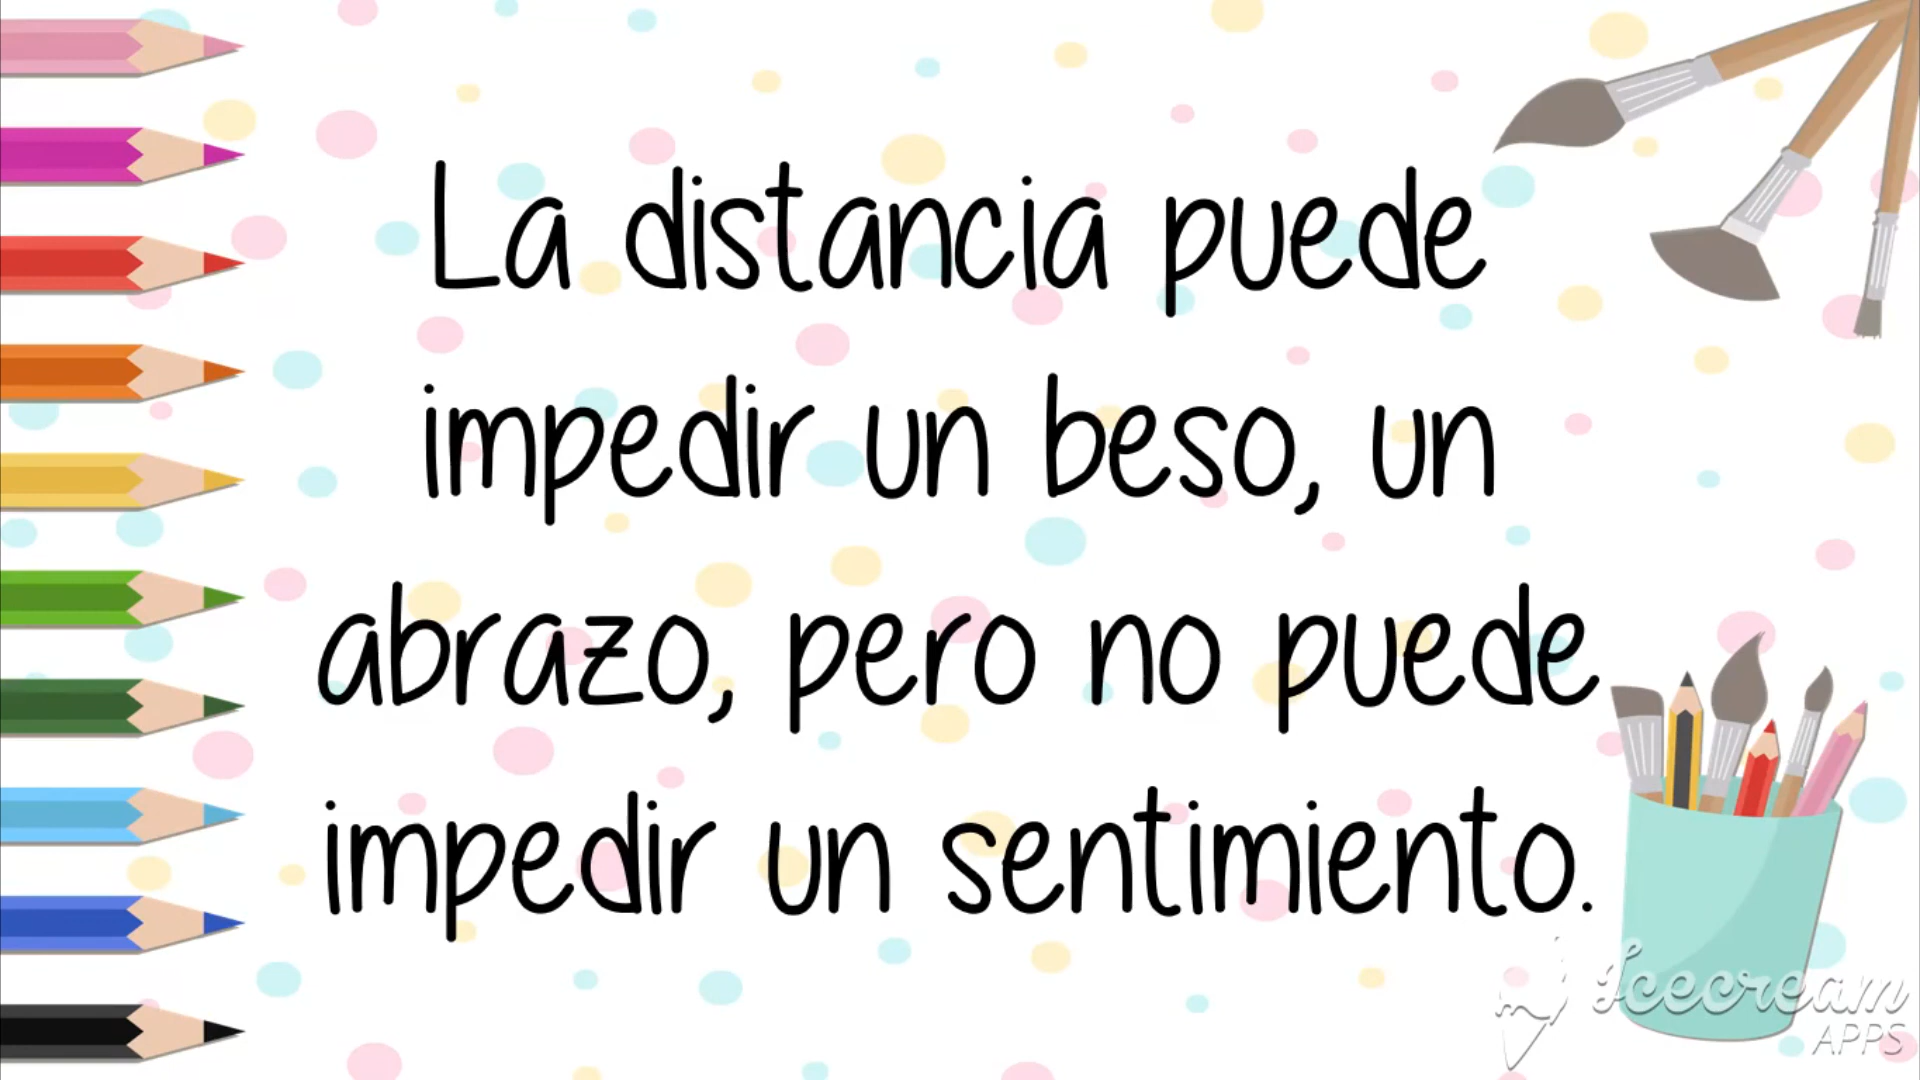 La distancia puede
impedir un beso, un
abrazo, pero no puede
impedir un sentimiento.
Icecream
APPS